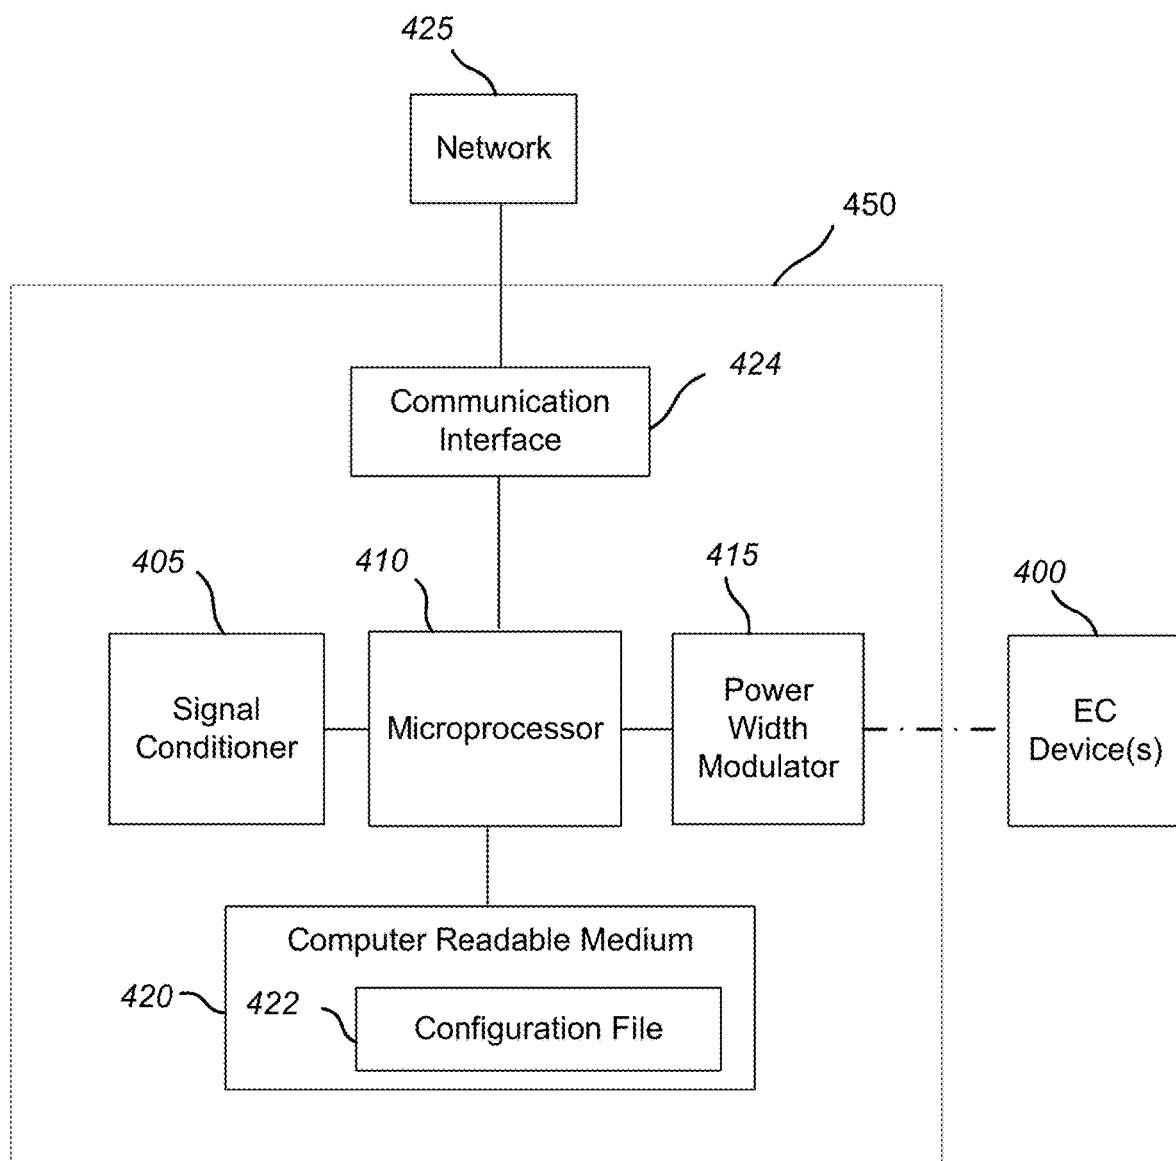 425
Network
450
424
Communication
Interface
405
410
415
400
Signal
Conditioner
Microprocessor
Power
Width
Modulator
EC
Device(s)
Computer Readable Medium
420
422
Configuration File